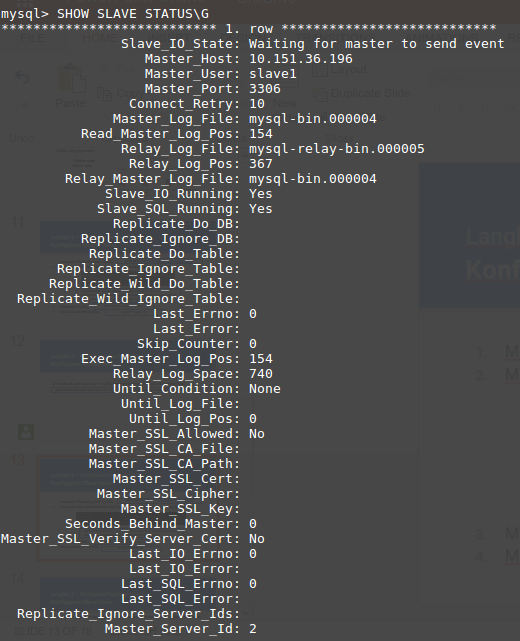 mysql> SHOW SLAVE STATUS\G
*************************** 1. row ***************************
Slave_IO_State: Waiting for master to send event
Master_Host: 10.151.36.196
Master_User: slave1
Master_Port: 3306
Connect_Retry: 10
Master_Log_File: mysql-bin.000004
Read_Master_Log_Pos: 154
Relay_Log_File: mysql-relay-bin.000005
Relay_Log_Pos: 367
Relay_Master_Log_File: mysql-bin.000004
Slave_IO_Running: Yes
Slave_SQL_Running: Yes
Replicate_Do_DB:
Replicate_Ignore_DB:
Replicate_Do_Table:
Replicate_Ignore_Table:
Replicate_Wild_Do_Table:
Replicate_Wild_Ignore_Table:
Last_Errno: 0
Last_Error:
Skip_Counter: 0
Exec_Master_Log_Pos: 154
Relay_Log_Space: 740
Until_Condition: None
Until_Log_File:
Until_Log_Pos: 0
Master_SSL_Allowed: No
Master_SSL_CA_File:
Master_SSL_CA_Path:
Master_SSL_Cert:
Master_SSL_Cipher:
Master_SSL_Key:
Seconds_Behind_Master: 0
Master_SSL_Verify_Server_Cert: No
Last_IO_Errno: 0
Last_IO_Error:
Last_SQL_Errno: 0
Last_SQL_Error:
Replicate_Ignore_Server_Ids:
Master_Server_Id: 2